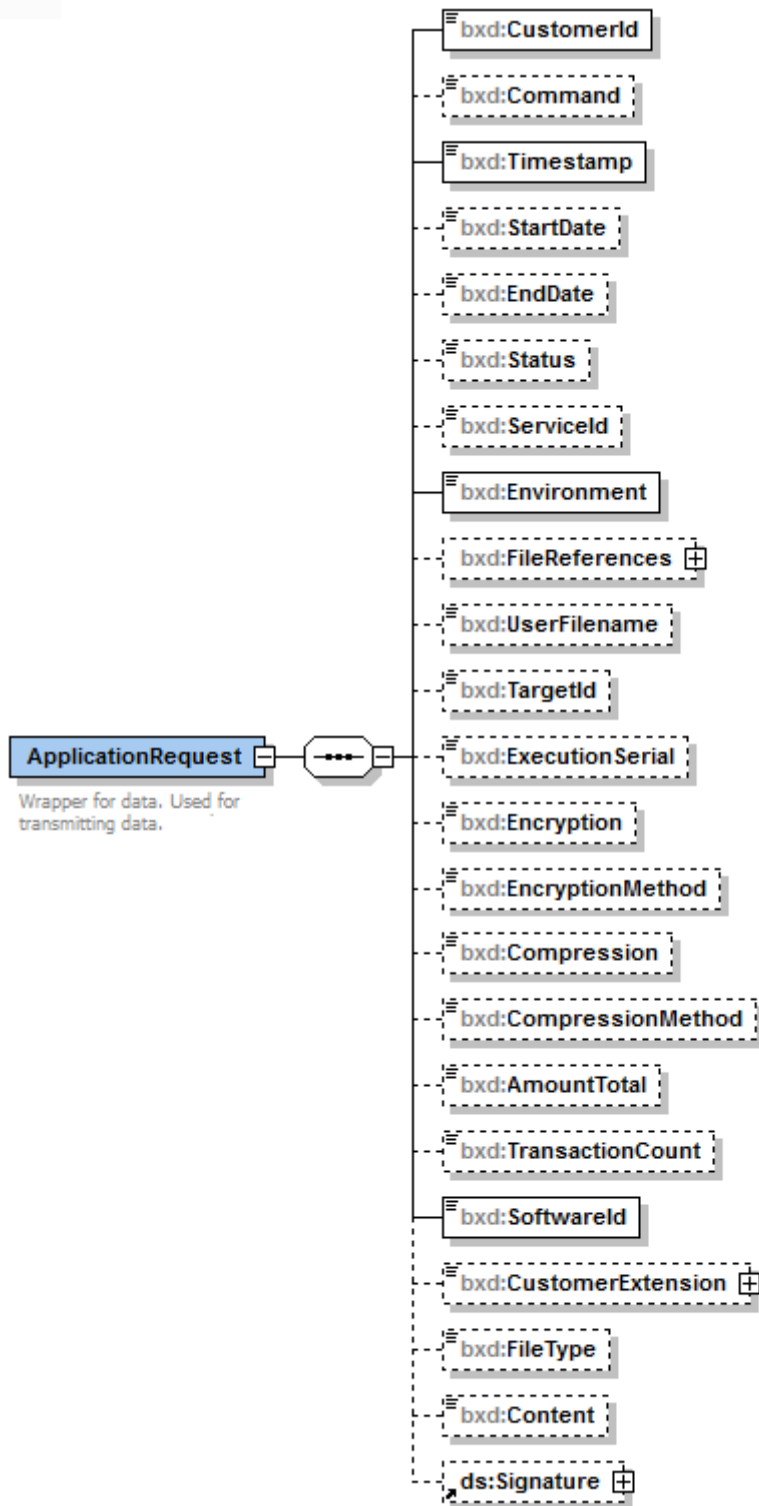 bxd:CustomerId
bxd:Command
bxd:Timestamp
bxd:StartDate
bxd:EndDate
bxd:Status
bxd:ServiceId
bxd:Environment
bxd:FileReferences
bxd:UserFilename
bxd:TargetId
ApplicationRequest
Wrapper for data. Used for
transmitting data.
bxd:ExecutionSerial
bxd:Encryption
bxd:EncryptionMethod
bxd:Compression
bxd:CompressionMethod
bxd:AmountTotal
bxd:TransactionCount
bxd:SoftwareId
bxd:CustomerExtension
bxd:FileType
bxd:Content
ds:Signature